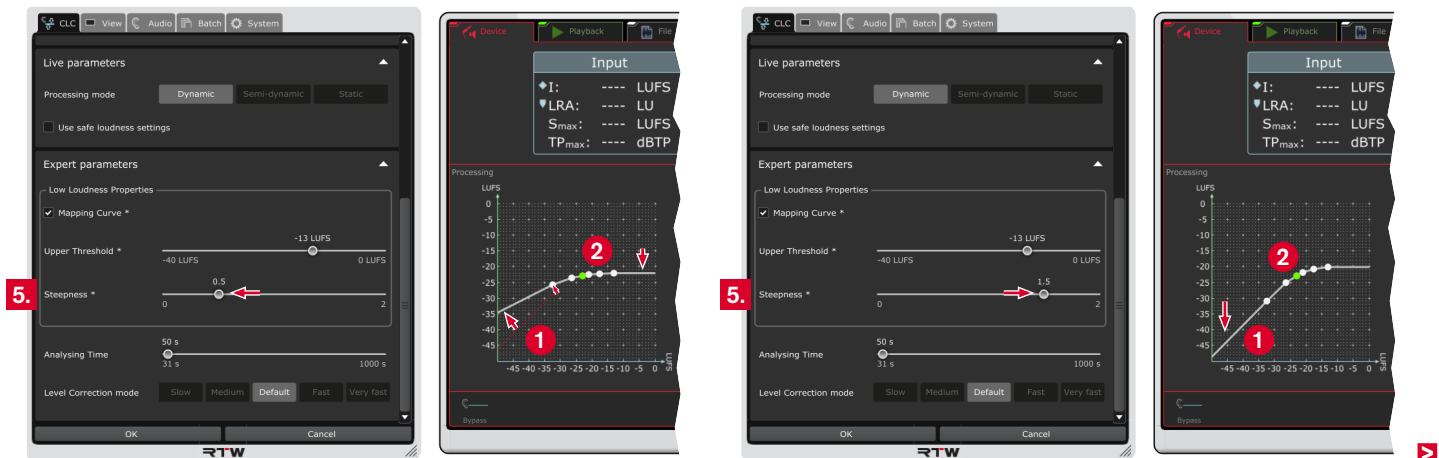 CLC View Audio Batch System
Live parameters
Processing mode Dynamic Semi-dynamic Static
Use safe loudness settings
Expert parameters
Low Loudness Properties
Mapping Curve *
-13 LUFS
Upper Threshold *
-40 LUFS 0 LUFS
0.5
5. Steepness *
0 2
50 s
Analysing Time
31 s 1000 s
Level Correction mode Slow Medium Default Fast Very fast
OK Cancel
RTW
Device Playback File
Input
I: ---- LUFS
LRA: ---- LU
Smax: ---- LUFS
TPmax: ---- dBTP
Processing
LUFS
0
-5
-10
-15
2
-20
-25
-30
-35
1
-40
-45
-45 -40 -35 -30 -25 -20 -15 -10 -5 0 LUFS
Bypass
CLC View Audio Batch System
Live parameters
Processing mode Dynamic Semi-dynamic Static
Use safe loudness settings
Expert parameters
Low Loudness Properties
Mapping Curve *
-13 LUFS
Upper Threshold *
-40 LUFS 0 LUFS
1.5
5. Steepness *
0 2
50 s
Analysing Time
31 s 1000 s
Level Correction mode Slow Medium Default Fast Very fast
OK Cancel
RTW
Device Playback File
Input
I: ---- LUFS
LRA: ---- LU
Smax: ---- LUFS
TPmax: ---- dBTP
Processing
LUFS
0
-5
-10
-15
2
-20
-25
-30
-35
1
-40
-45
-45 -40 -35 -30 -25 -20 -15 -10 -5 0 LUFS
Bypass